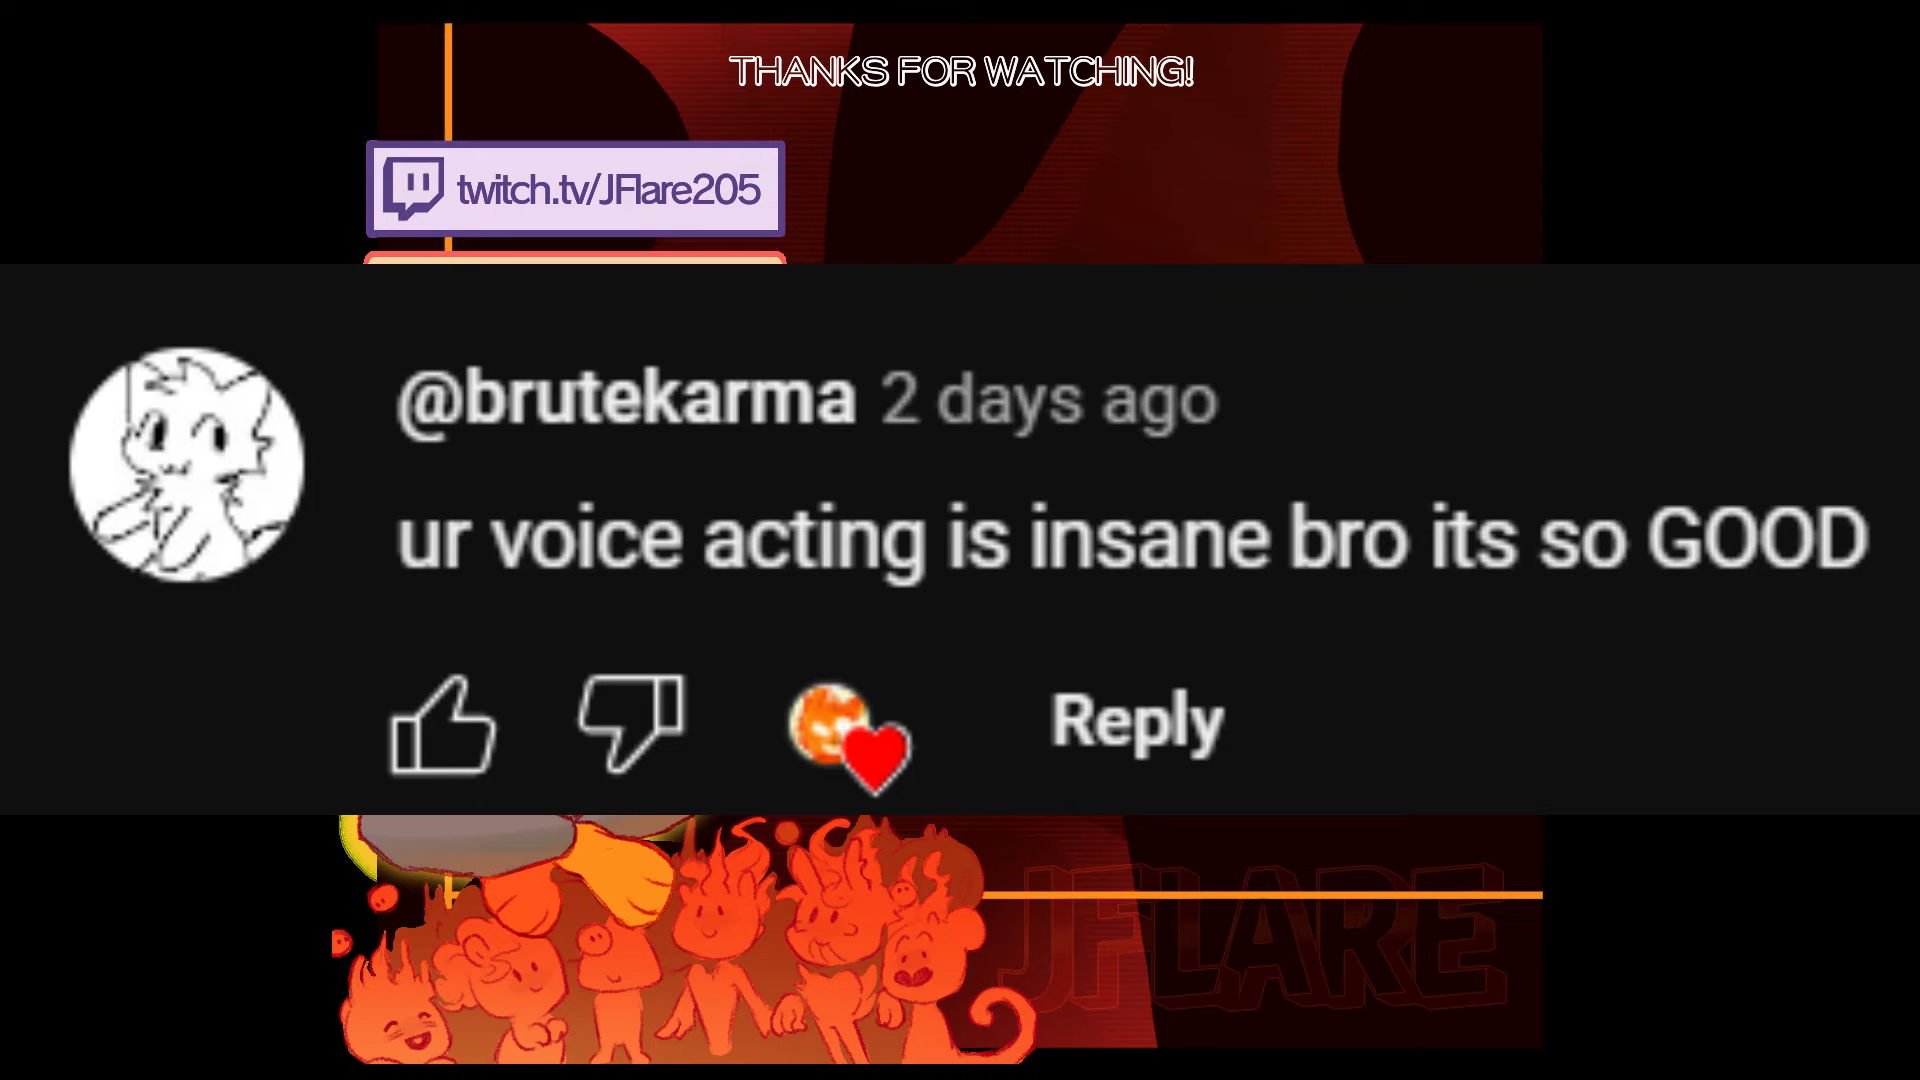 THANKS FOR WATCHING!
twitch.tv/JFlare205
@brutekarma 2 days ago
ur voice acting is insane bro its so GOOD
Reply
JFLARE